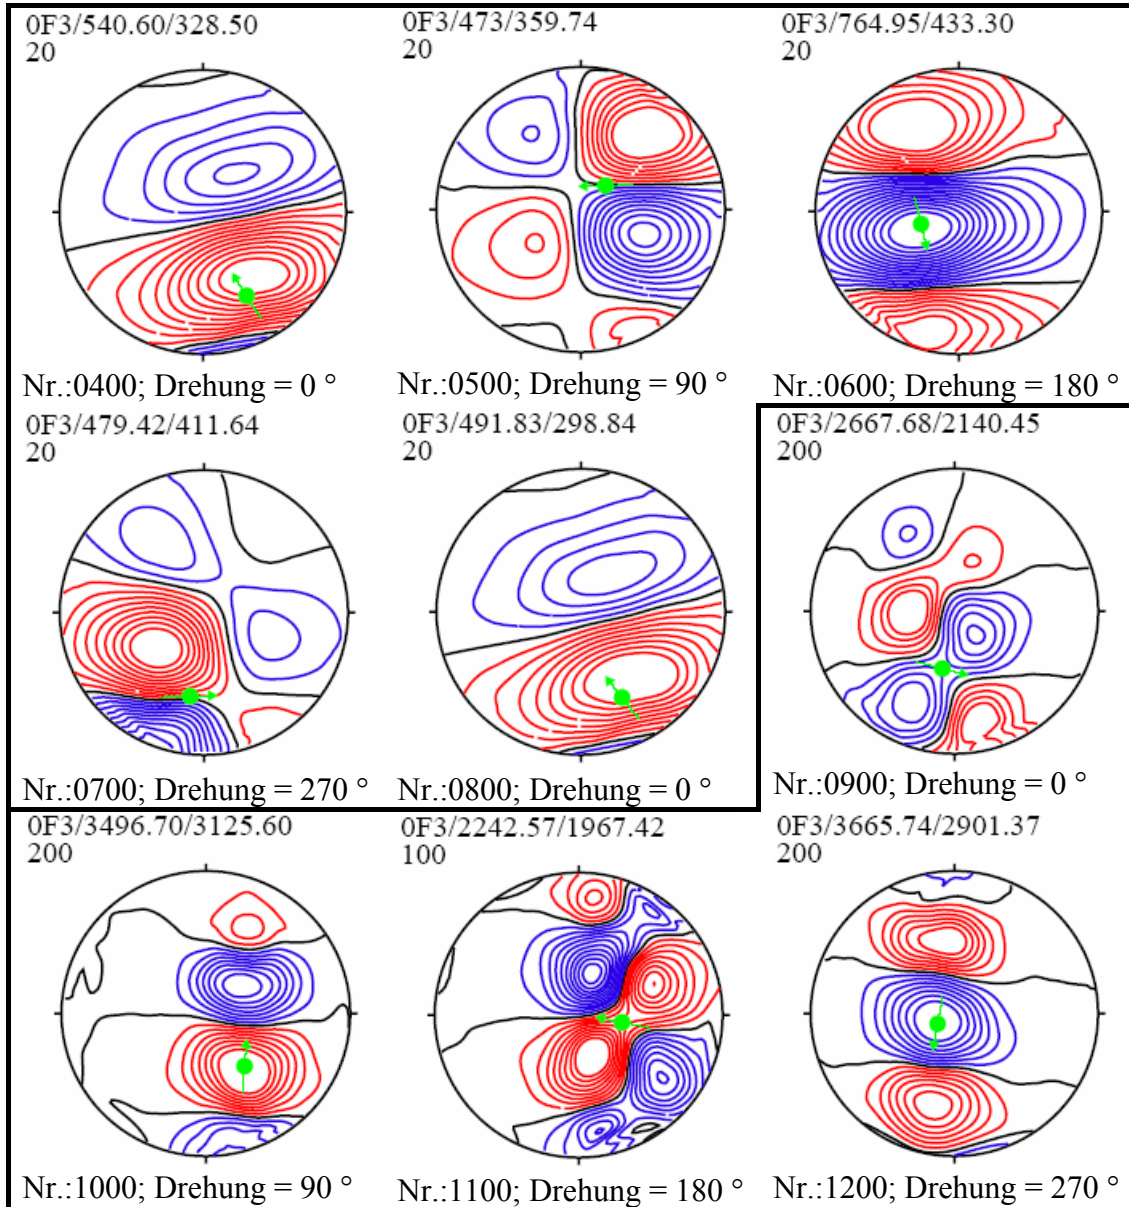 0F3/540.60/328.50
20
Nr.:0400; Drehung = 0 °
0F3/473/359.74
20
Nr.:0500; Drehung = 90 °
0F3/764.95/433.30
20
Nr.:0600; Drehung = 180 °
0F3/479.42/411.64
20
Nr.:0700; Drehung = 270 °
0F3/491.83/298.84
20
Nr.:0800; Drehung = 0 °
0F3/2667.68/2140.45
200
Nr.:0900; Drehung = 0 °
0F3/3496.70/3125.60
200
Nr.:1000; Drehung = 90 °
0F3/2242.57/1967.42
100
Nr.:1100; Drehung = 180 °
0F3/3665.74/2901.37
200
Nr.:1200; Drehung = 270 °